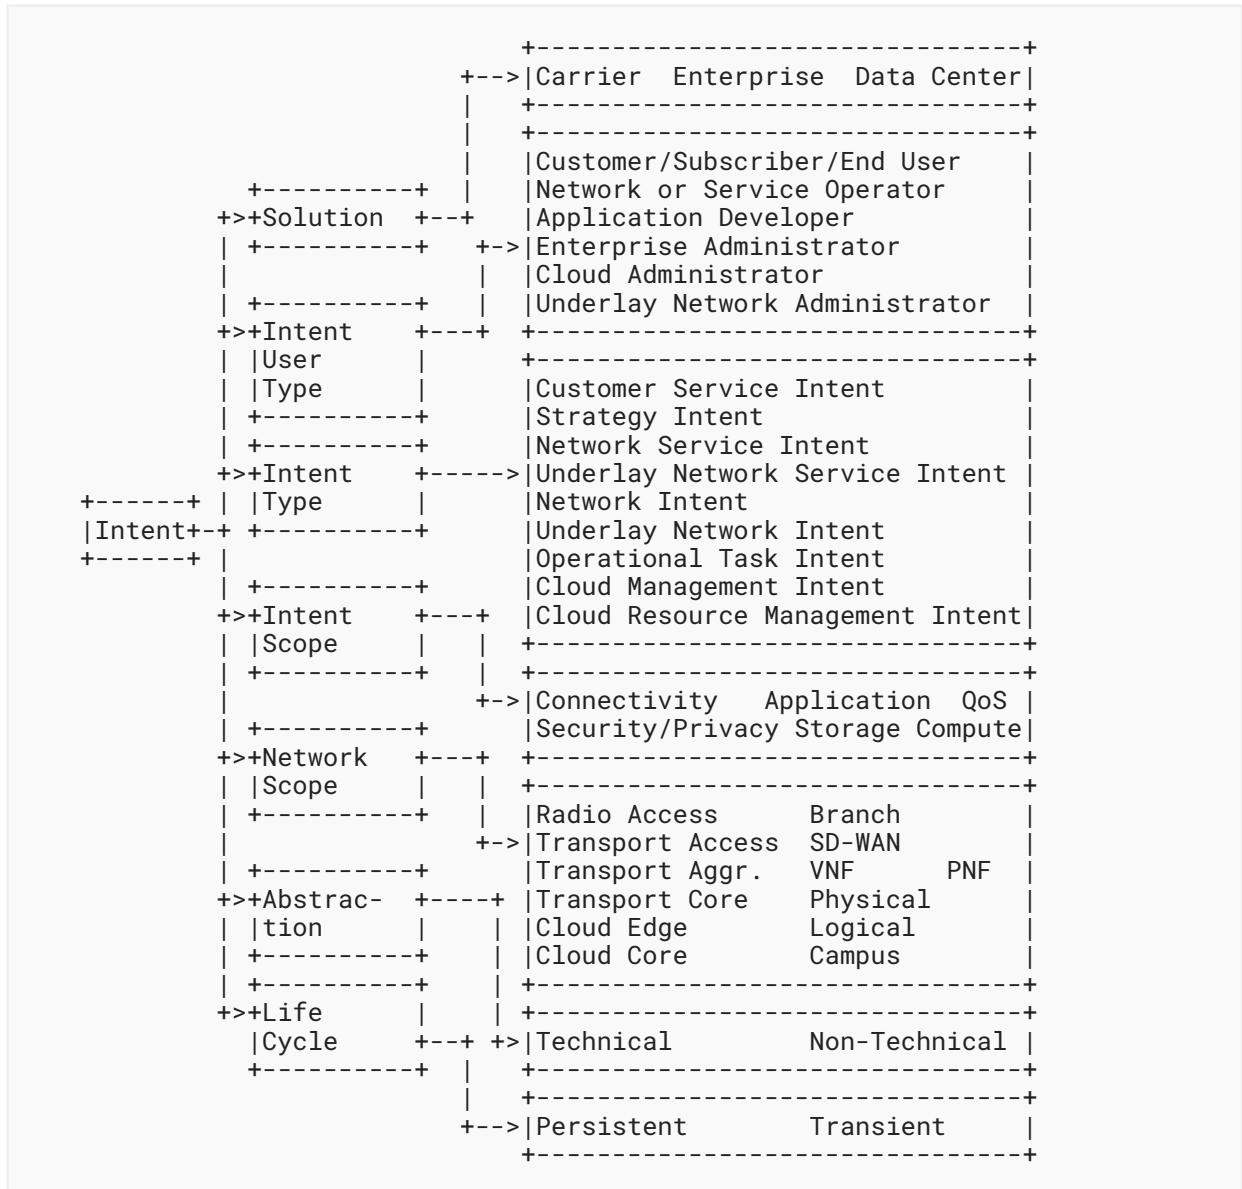 +--------------------------------+
                         +-->|Carrier  Enterprise  Data Center|
                         |   +--------------------------------+
                         |   +--------------------------------+
                         |   |Customer/Subscriber/End User    |
           +----------+  |   |Network or Service Operator     |
         +>+Solution  +--+   |Application Developer           |
         | +----------+   +->|Enterprise Administrator        |
         |                |  |Cloud Administrator             |
         | +----------+   |  |Underlay Network Administrator  |
         +>+Intent    +---+  +--------------------------------+
         | |User      |      +--------------------------------+
         | |Type      |      |Customer Service Intent         |
         | +----------+      |Strategy Intent                 |
         | +----------+      |Network Service Intent          |
         +>+Intent    +----->|Underlay Network Service Intent |
+------+ | |Type      |      |Network Intent                  |
|Intent+-+ +----------+      |Underlay Network Intent         |
+------+ |                   |Operational Task Intent         |
         | +----------+      |Cloud Management Intent         |
         +>+Intent    +---+  |Cloud Resource Management Intent|
         | |Scope     |   |  +--------------------------------+
         | +----------+   |  +--------------------------------+
         |                +->|Connectivity   Application  QoS |
         | +----------+      |Security/Privacy Storage Compute|
         +>+Network   +---+  +--------------------------------+
         | |Scope     |   |  +--------------------------------+
         | +----------+   |  |Radio Access      Branch        |
         |                +->|Transport Access  SD-WAN        |
         | +----------+      |Transport Aggr.   VNF      PNF  |
         +>+Abstrac-  +----+ |Transport Core    Physical      |
         | |tion      |    | |Cloud Edge        Logical       |
         | +----------+    | |Cloud Core        Campus        |
         | +----------+    | +--------------------------------+
         +>+Life      |    | +--------------------------------+
           |Cycle     +--+ +>|Technical         Non-Technical |
           +----------+  |   +--------------------------------+
                         |   +--------------------------------+
                         +-->|Persistent        Transient     |
                             +--------------------------------+